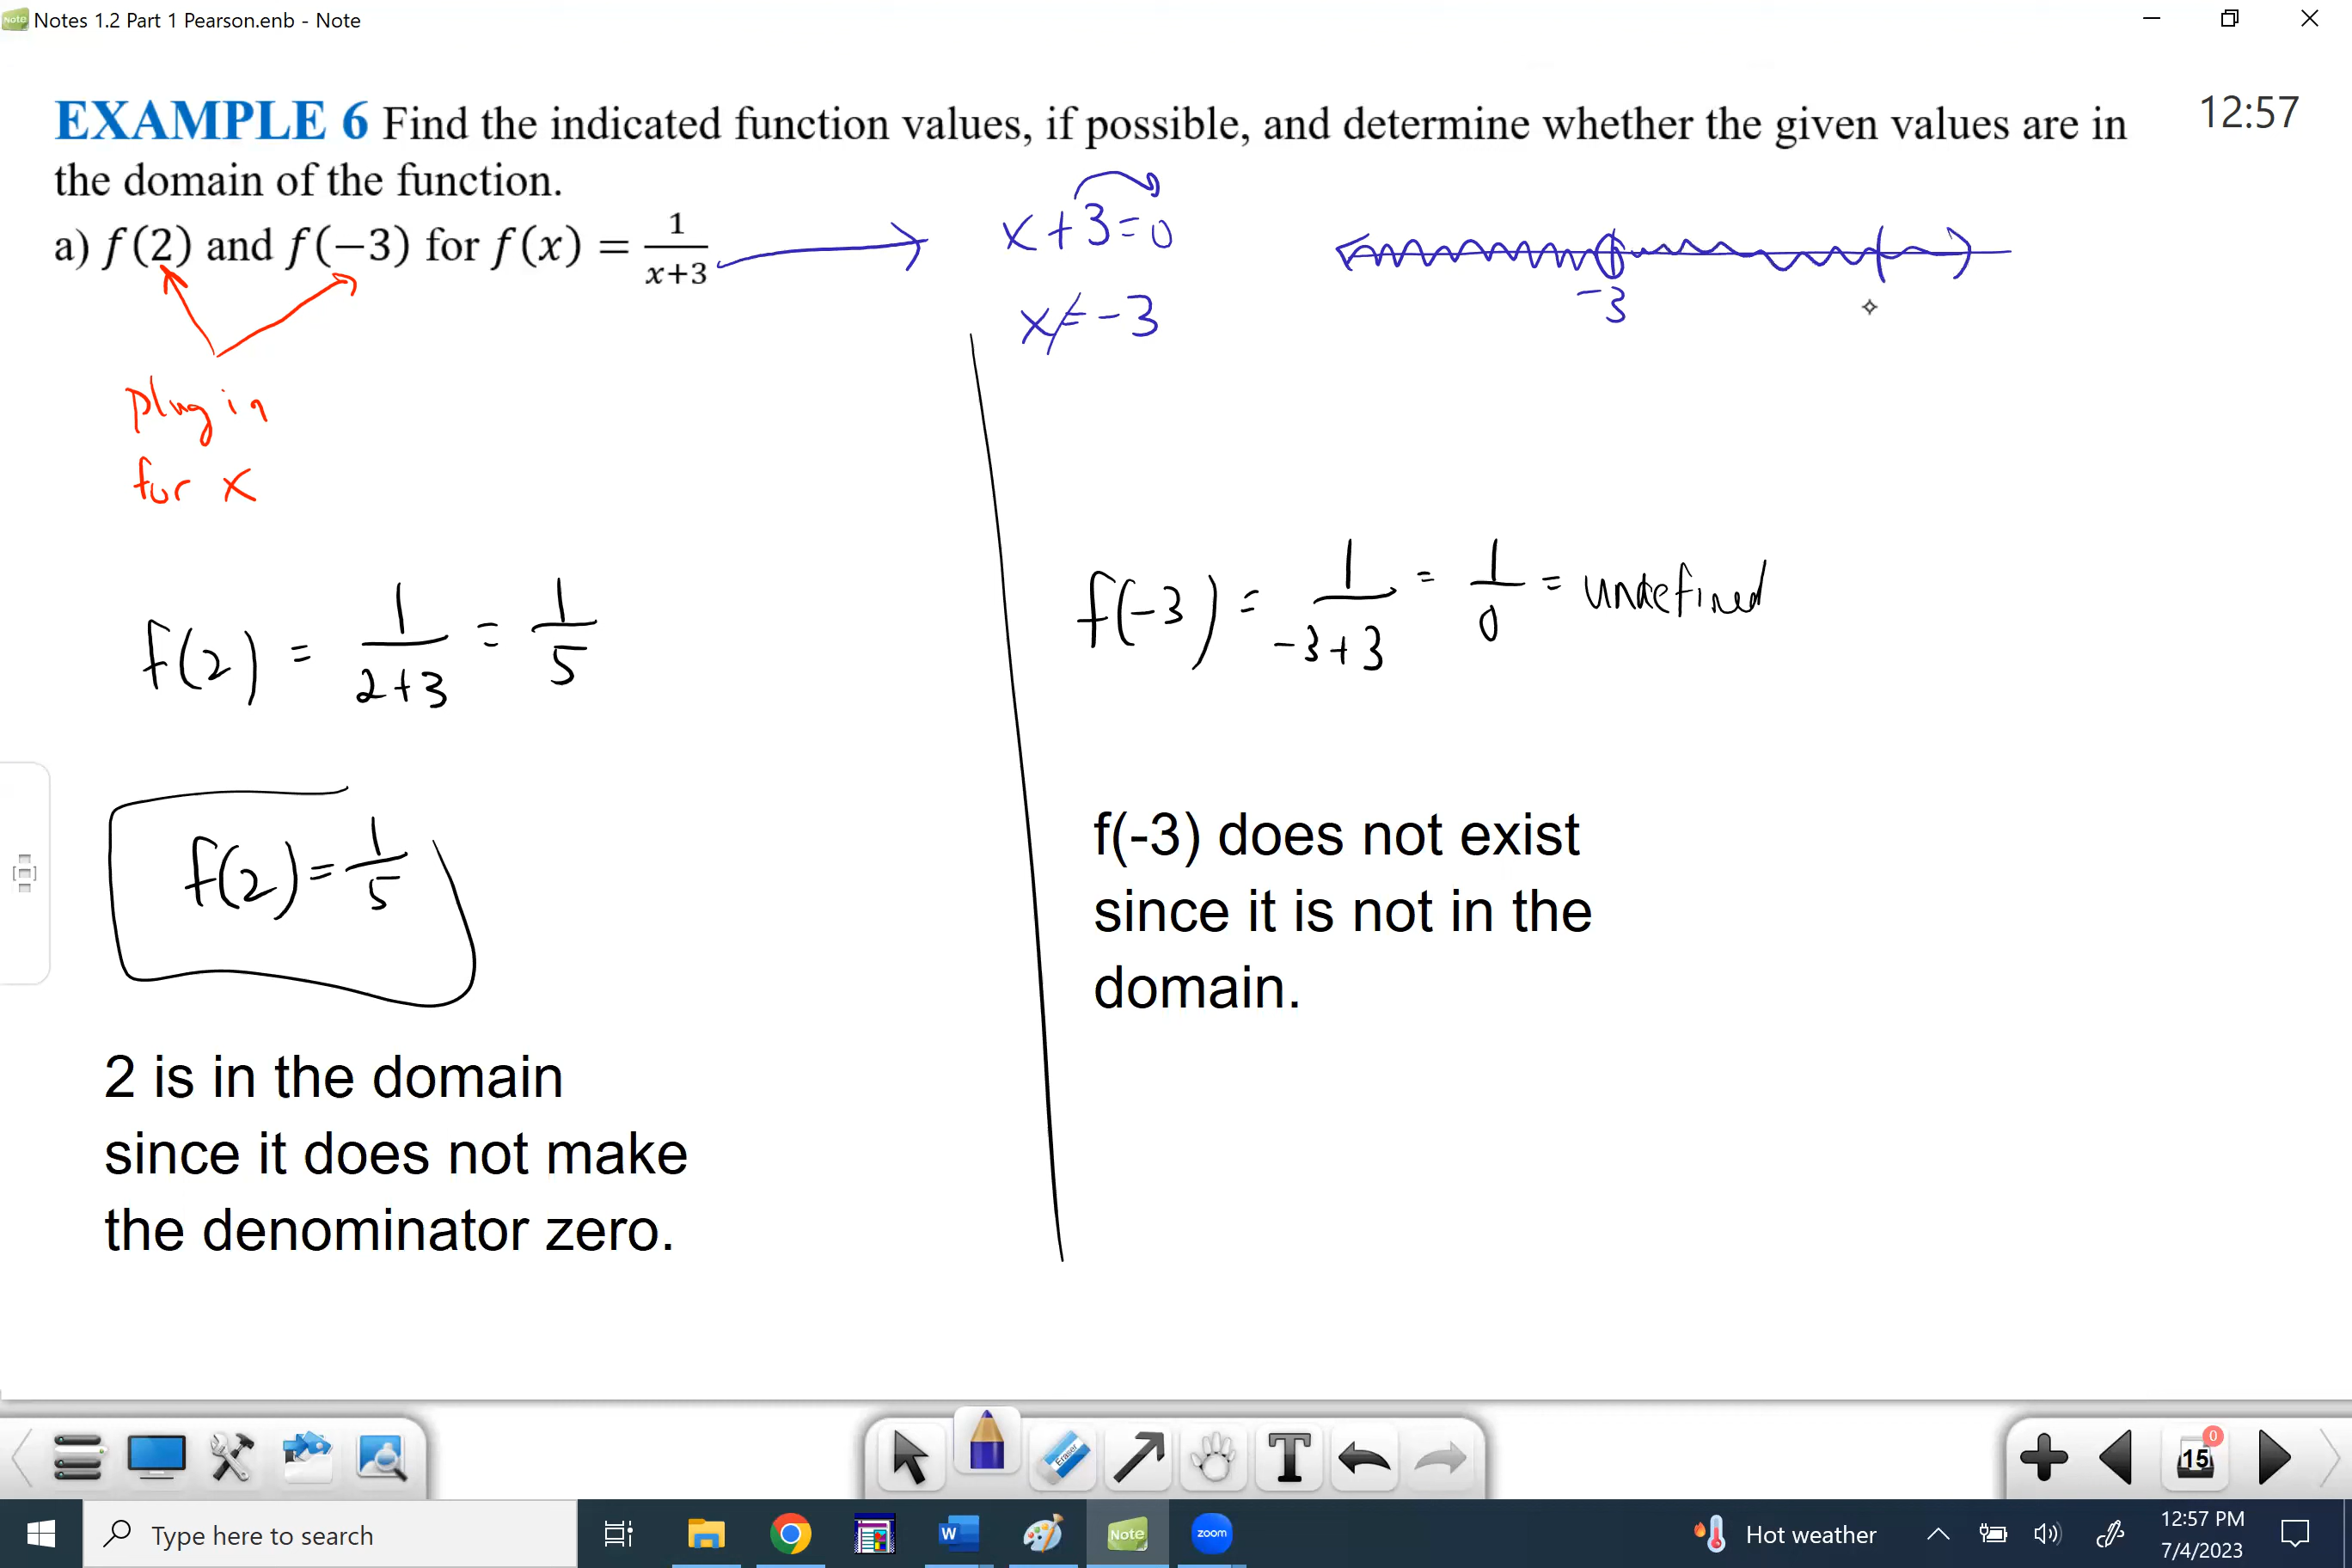 Notes 1.2 Part 1 Pearson.enb - Note
EXAMPLE 6 Find the indicated function values, if possible, and determine whether the given values are in
12:57
the domain of the function.
a) f(2) and f(−3) for f(x) = 1/(x+3)
x+3=0
x≠-3
-3
plug in
for x
f(2) = 1/(2+3) = 1/5
f(-3) = 1/(-3+3) = 1/0 = undefined
f(2)=1/5
f(-3) does not exist
since it is not in the
domain.
2 is in the domain
since it does not make
the denominator zero.
Eraser
T
15
0
Type here to search
W
Note
zoom
Hot weather
12:57 PM
7/4/2023